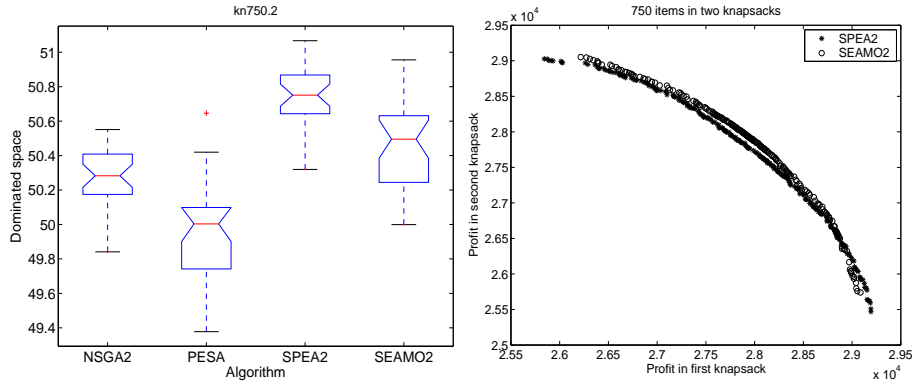 kn750.2
51
50.8
50.6
50.4
50.2
50
49.8
49.6
49.4
Dominated space
NSGA2 PESA SPEA2 SEAMO2
Algorithm
x 10^4
750 items in two knapsacks
SPEA2
SEAMO2
2.95
2.9
2.85
2.8
2.75
2.7
2.65
2.6
2.55
2.5
Profit in second knapsack
2.55 2.6 2.65 2.7 2.75 2.8 2.85 2.9 2.95
Profit in first knapsack
x 10^4